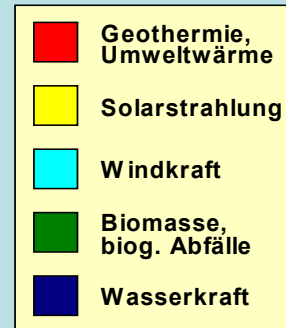 Geothermie,
Umweltwärme
Solarstrahlung
Windkraft
Biomasse,
biog. Abfälle
Wasserkraft